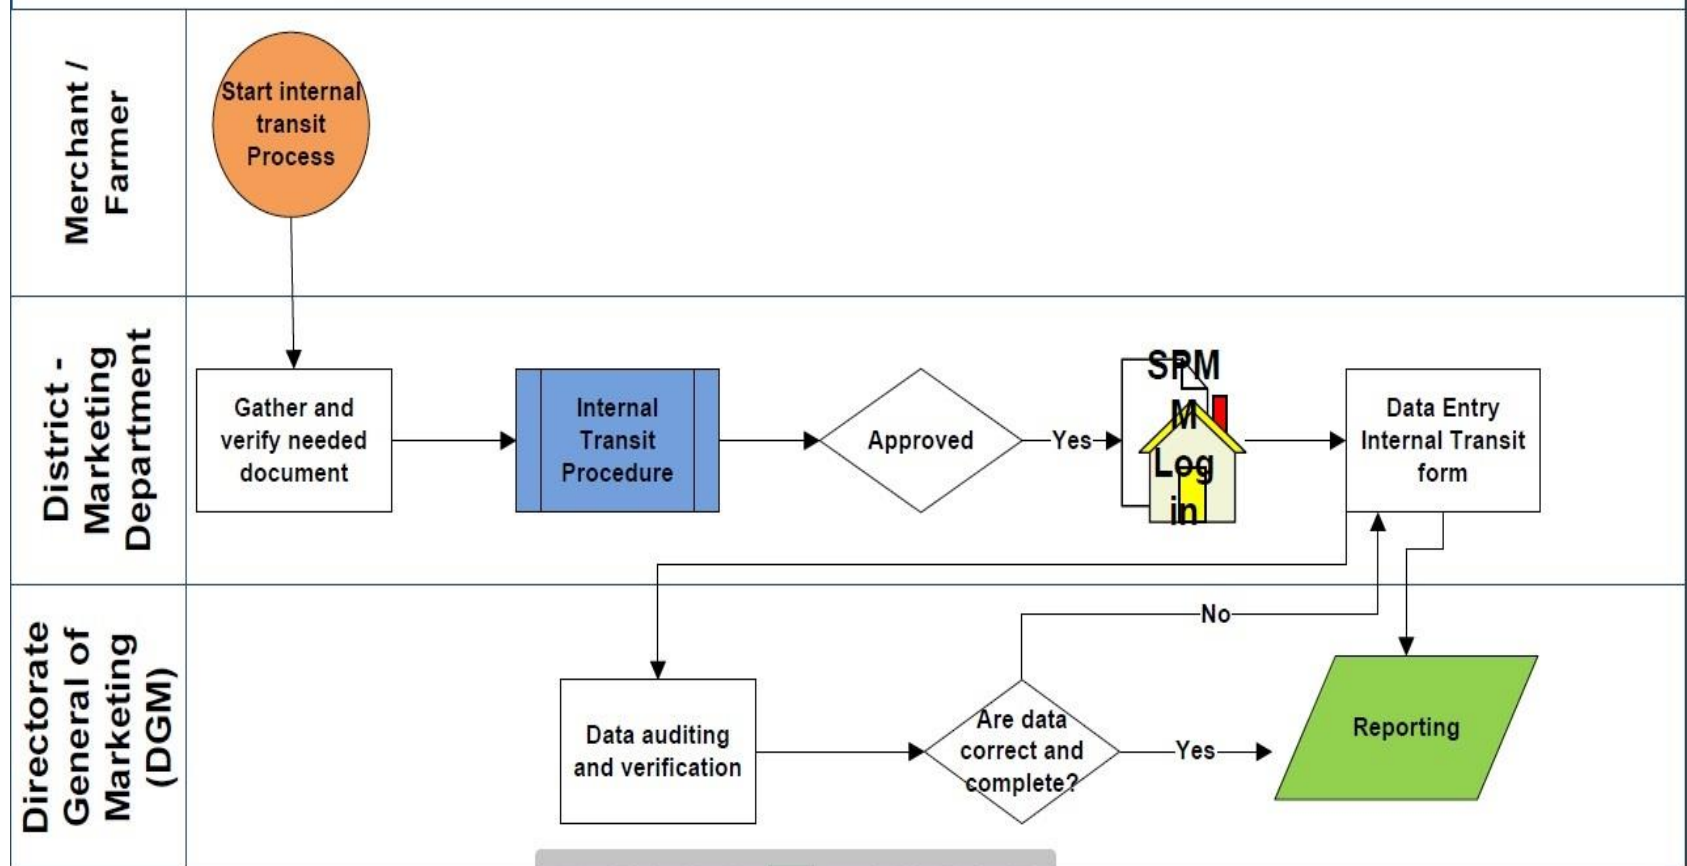 Merchant /
Farmer
Start internal
transit
Process
District -
Marketing
Department
Gather and
verify needed
document
Internal
Transit
Procedure
Approved
Yes
SPM
M
Log
in
Data Entry
Internal Transit
form
Directorate
General of
Marketing
(DGM)
Data auditing
and verification
Are data
correct and
complete?
No
Yes
Reporting